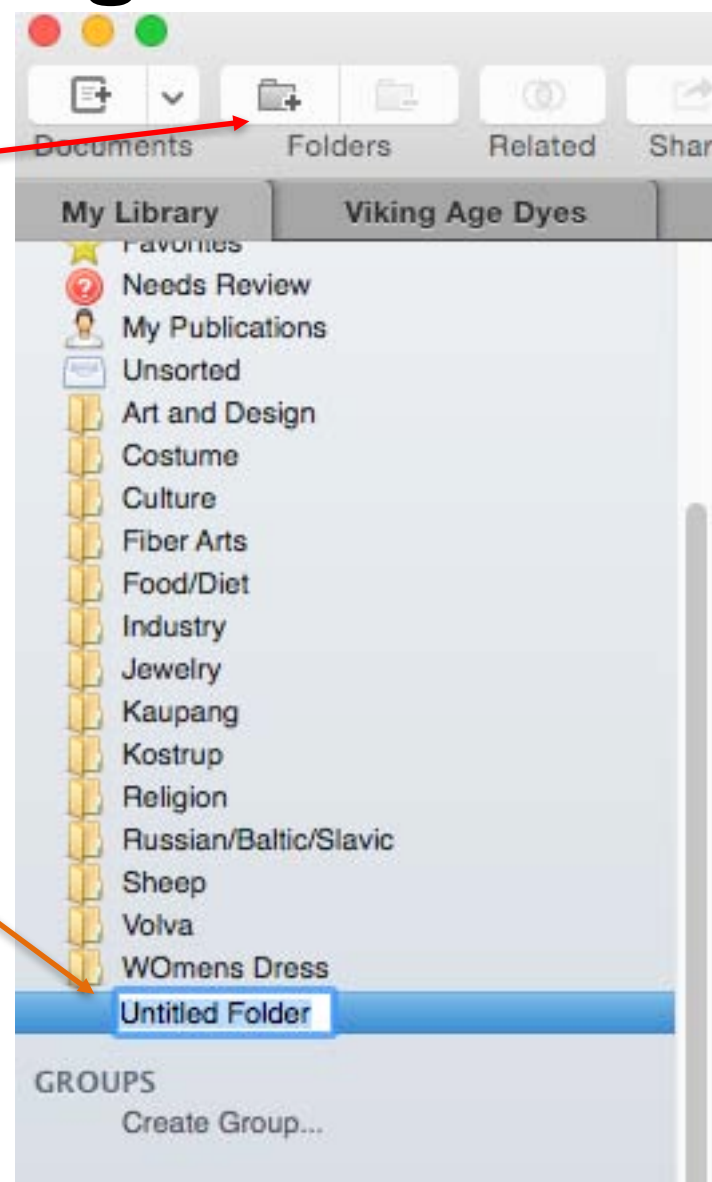 Documents Folders Related Shar
My Library Viking Age Dyes
Favorites
Needs Review
My Publications
Unsorted
Art and Design
Costume
Culture
Fiber Arts
Food/Diet
Industry
Jewelry
Kaupang
Kostrup
Religion
Russian/Baltic/Slavic
Sheep
Volva
WOmens Dress
Untitled Folder
GROUPS
Create Group...